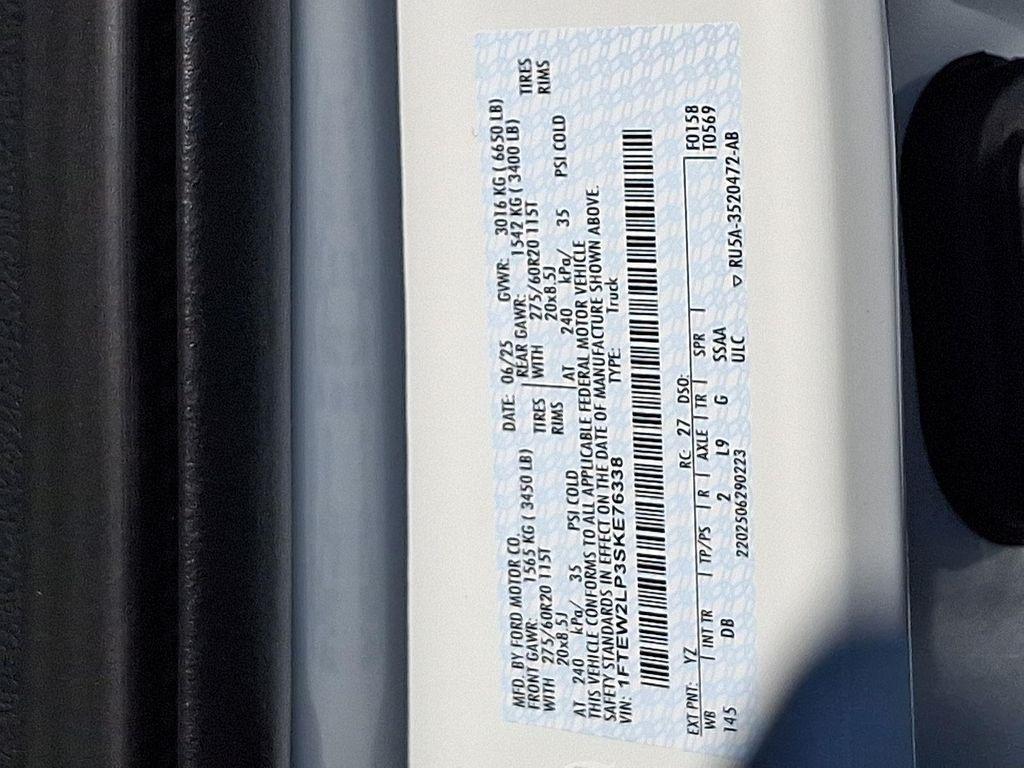 MFD. BY FORD MOTOR CO. DATE: 06/25 GVWR: 3016 KG ( 6650 LB)
FRONT GAWR: 1565 KG ( 3450 LB) REAR GAWR: 1542 KG ( 3400 LB)
WITH 275/60R20 115T TIRES WITH 275/60R20 115T TIRES
20x8.5J RIMS 20x8.5J RIMS
AT 240 kPa/ 35 PSI COLD AT 240 kPa/ 35 PSI COLD
THIS VEHICLE CONFORMS TO ALL APPLICABLE FEDERAL MOTOR VEHICLE
SAFETY STANDARDS IN EFFECT ON THE DATE OF MANUFACTURE SHOWN ABOVE.
VIN: 1FTEW2LP3SKE76338 TYPE: Truck
EXT PNT: YZ RC: 27 DSO: F0158
WB INT TR TP/PS R AXLE TR SPR T0569
145 DB 2 L9 G SSAA
2202506290223 ULC ▽ RU5A-3520472-AB